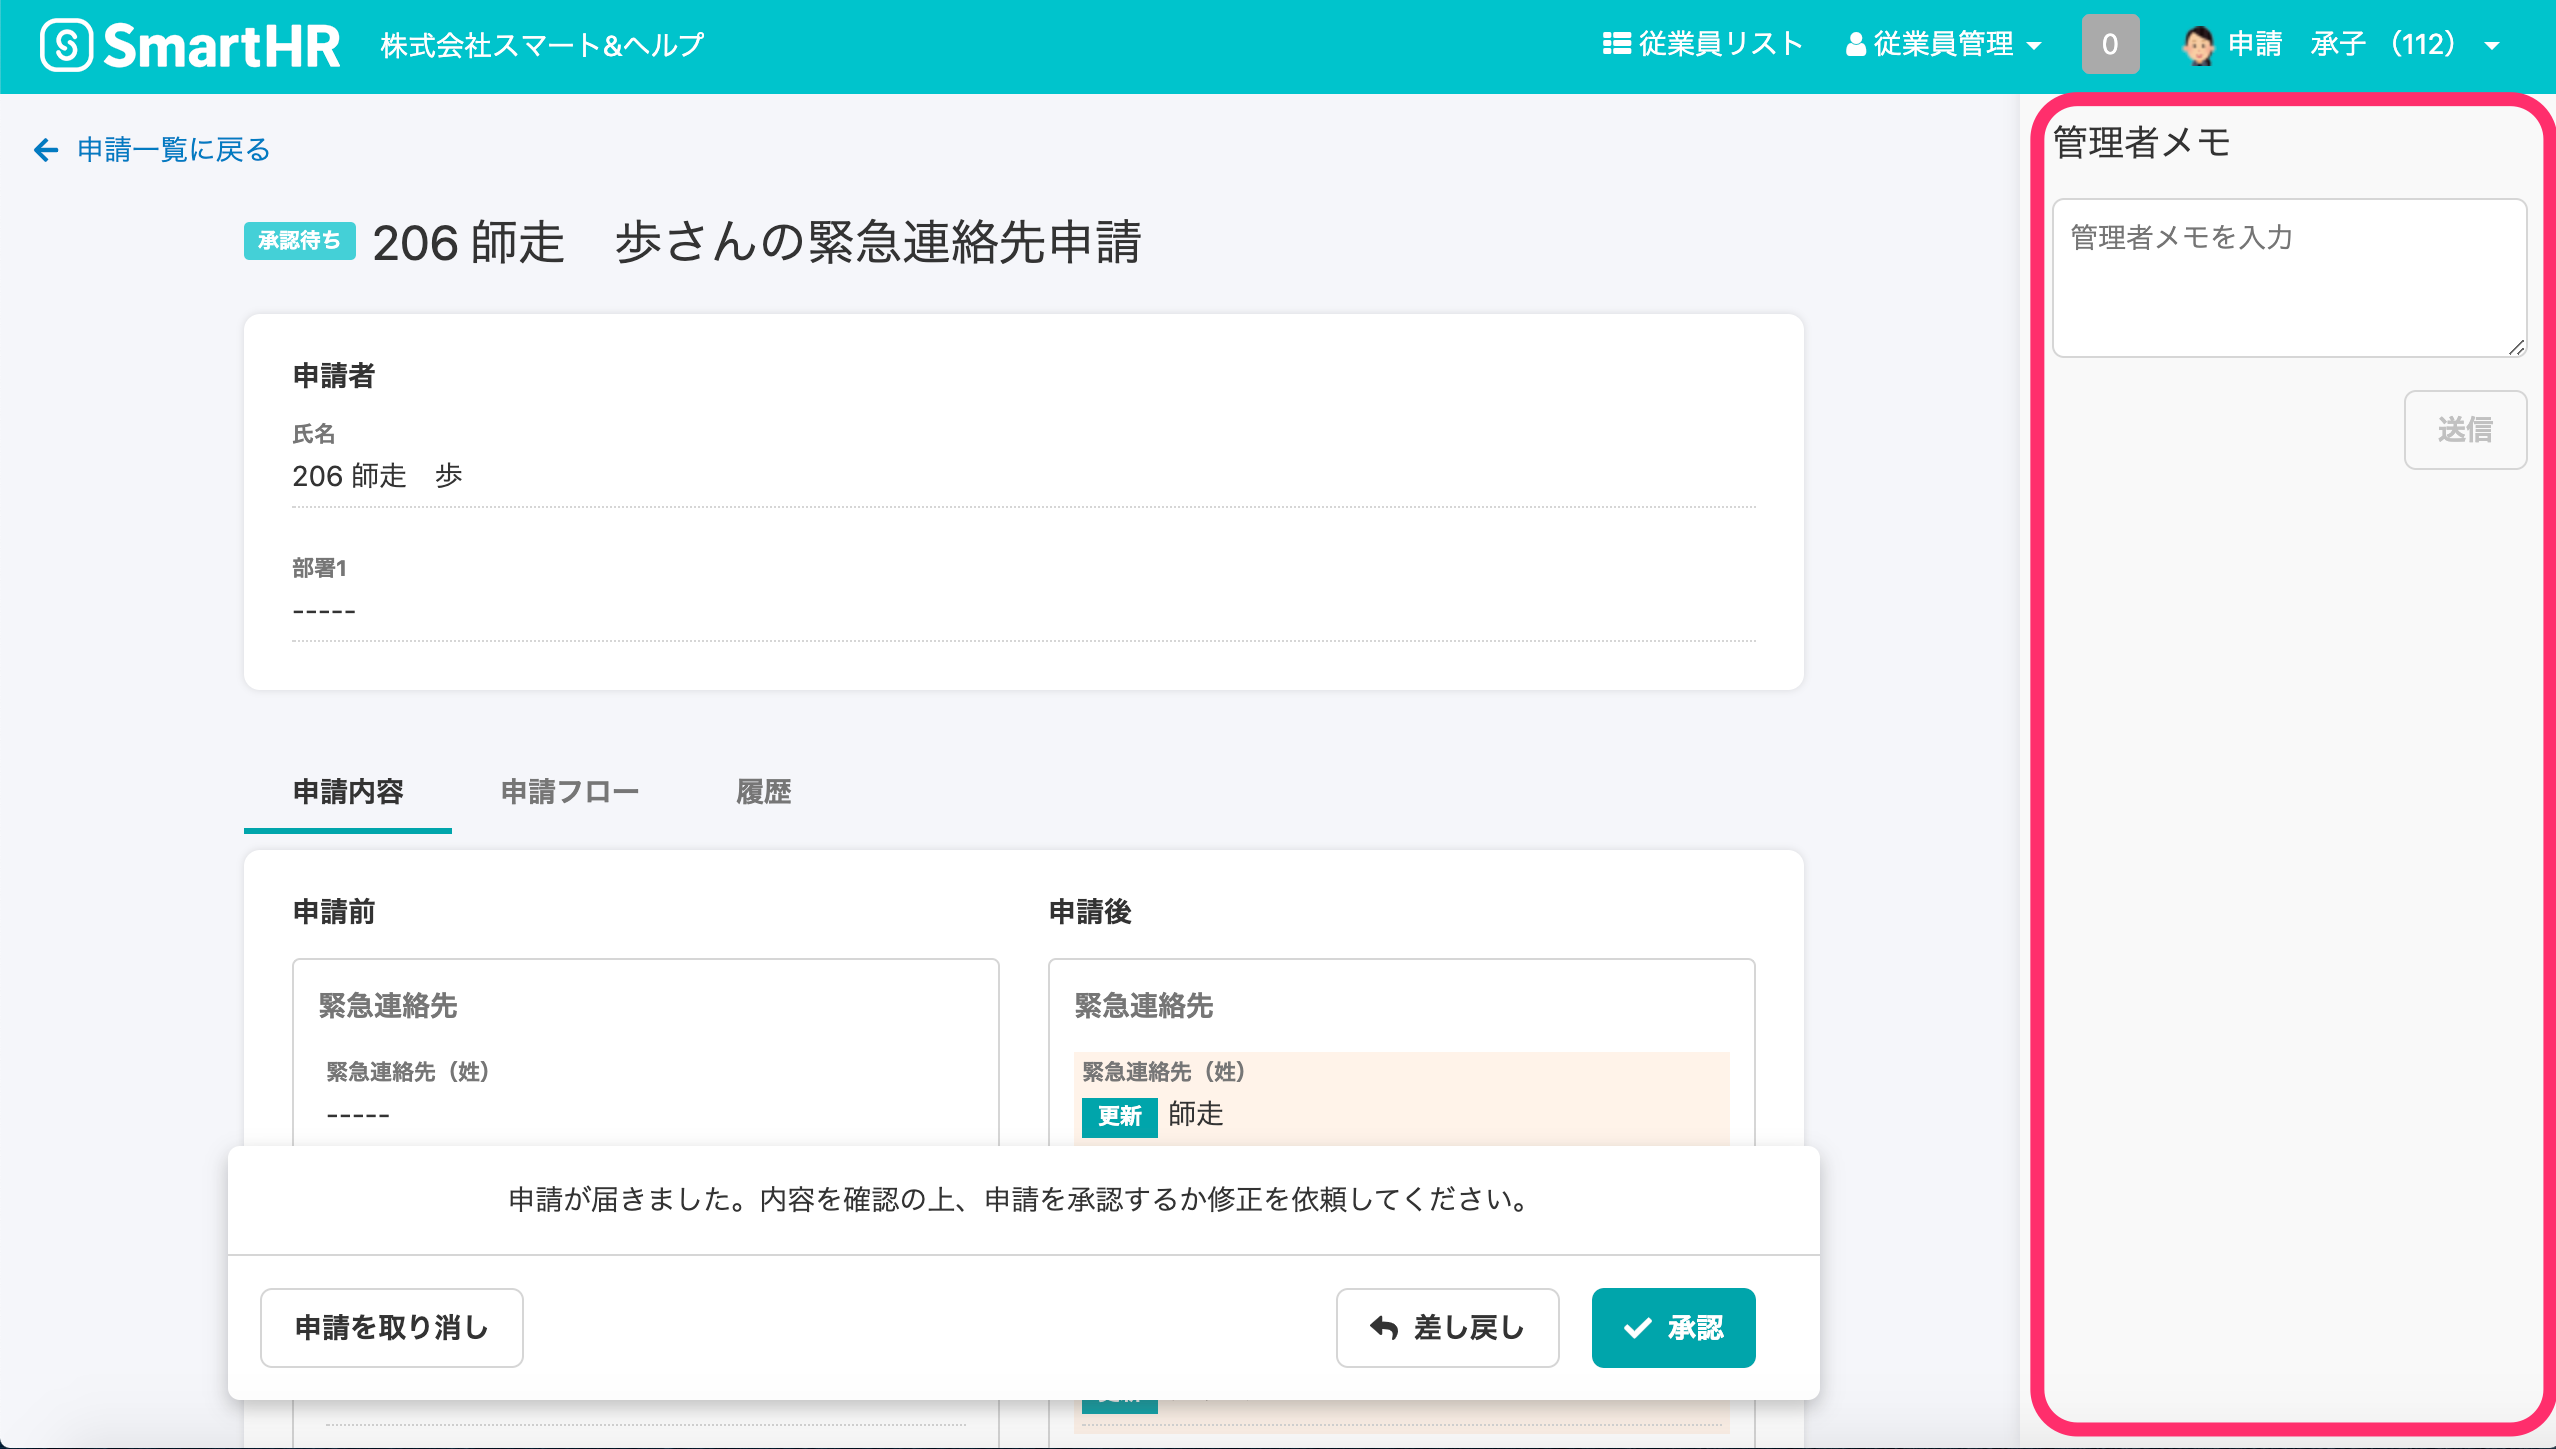 SmartHR 株式会社スマート&ヘルプ 従業員リスト 従業員管理 0 申請 承子 （112）
申請一覧に戻る
承認待ち 206 師走 歩さんの緊急連絡先申請
申請者
氏名
206 師走 歩
部署1
-----
申請内容 申請フロー 履歴
申請前
緊急連絡先
緊急連絡先（姓）
-----
申請後
緊急連絡先
緊急連絡先（姓）
更新 師走
申請が届きました。内容を確認の上、申請を承認するか修正を依頼してください。
申請を取り消し 差し戻し 承認
管理者メモ
管理者メモを入力
送信